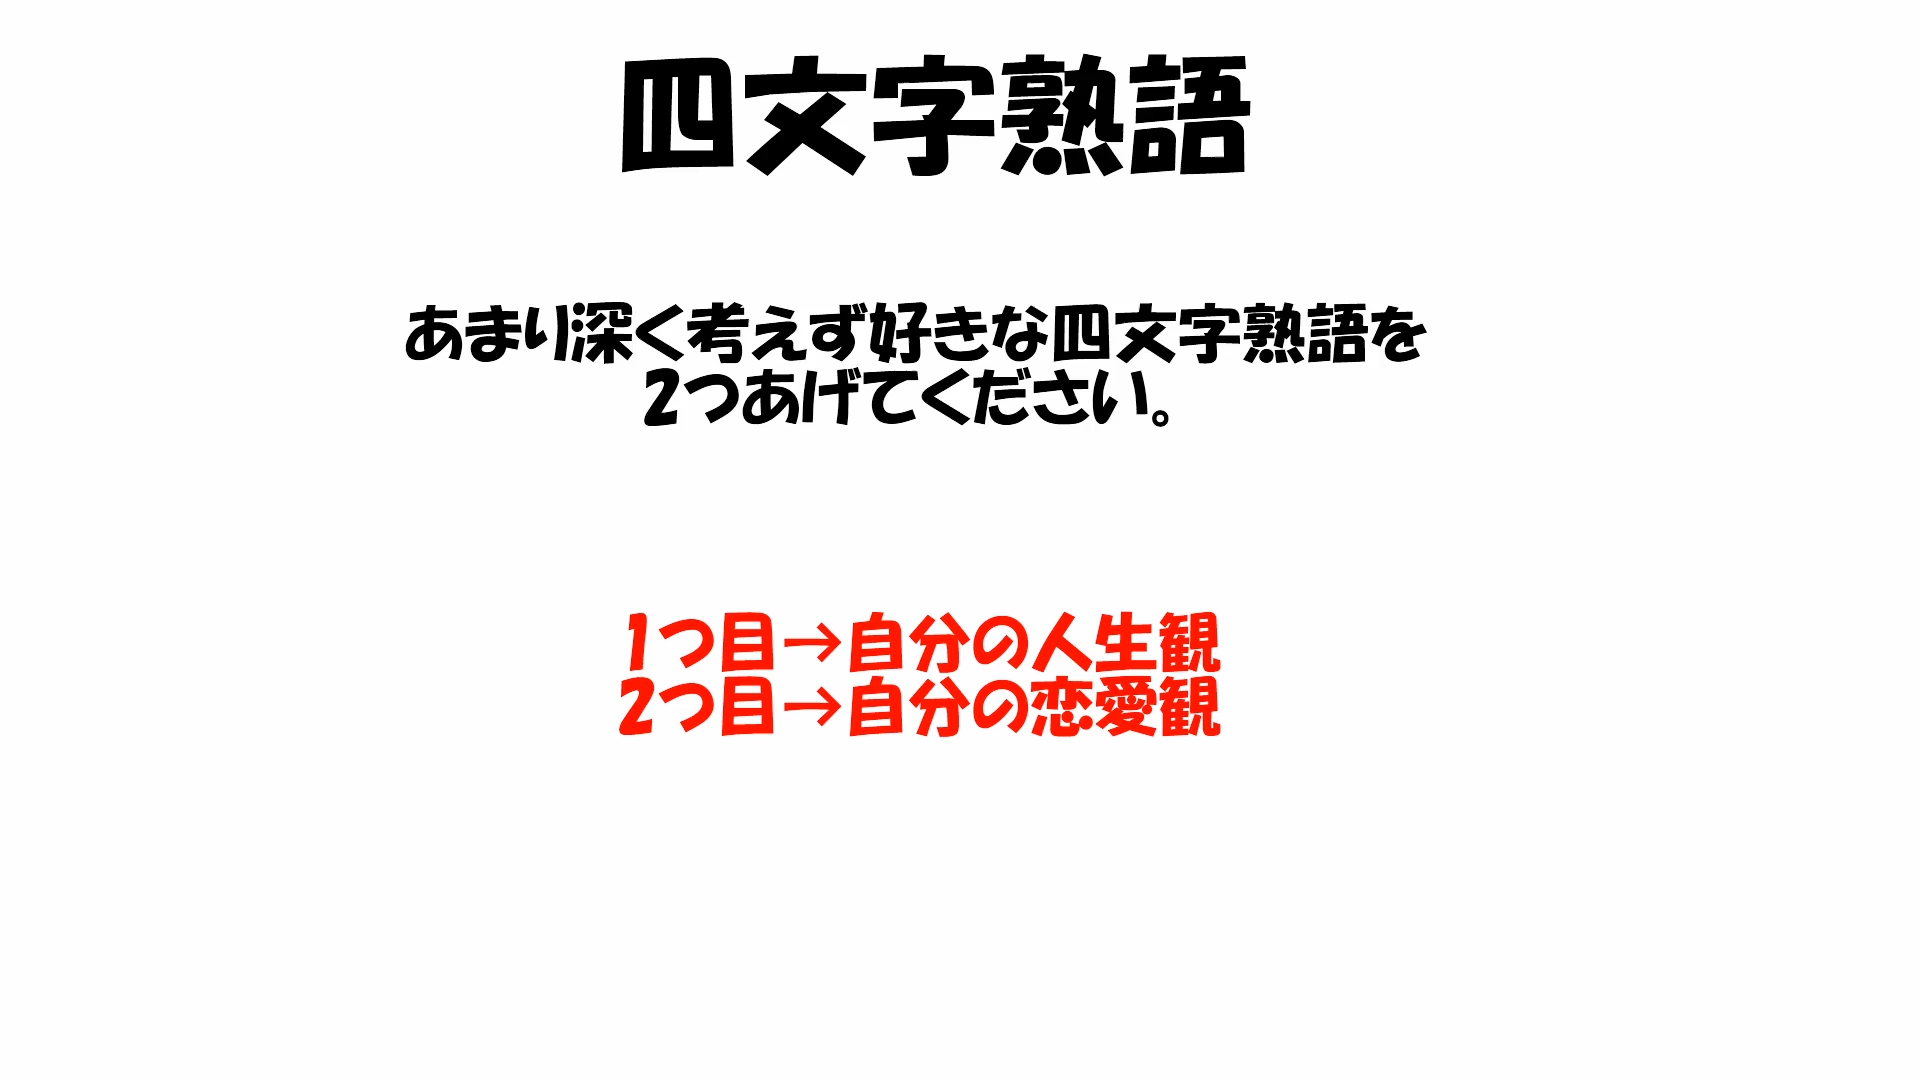 四文字熟語
あまり深く考えず好きな四文字熟語を
2つあげてください。
1つ目→自分の人生観
2つ目→自分の恋愛観